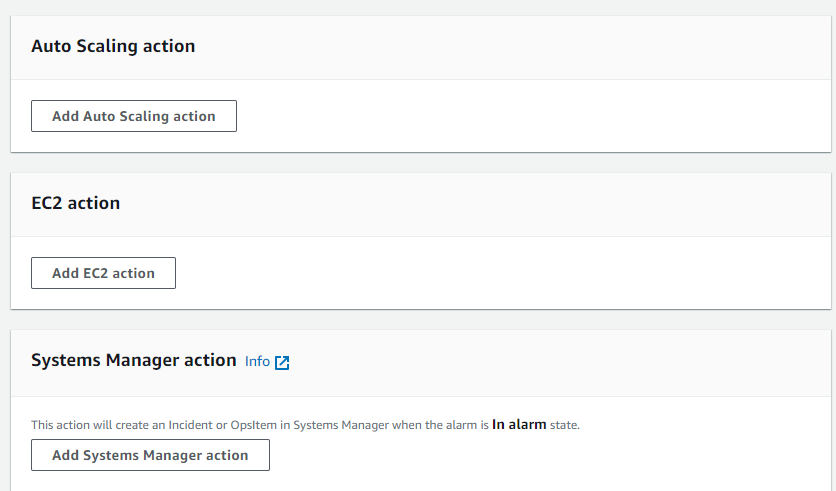 Auto Scaling action
Add Auto Scaling action
EC2 action
Add EC2 action
Systems Manager action Info
This action will create an Incident or OpsItem in Systems Manager when the alarm is In alarm state.
Add Systems Manager action